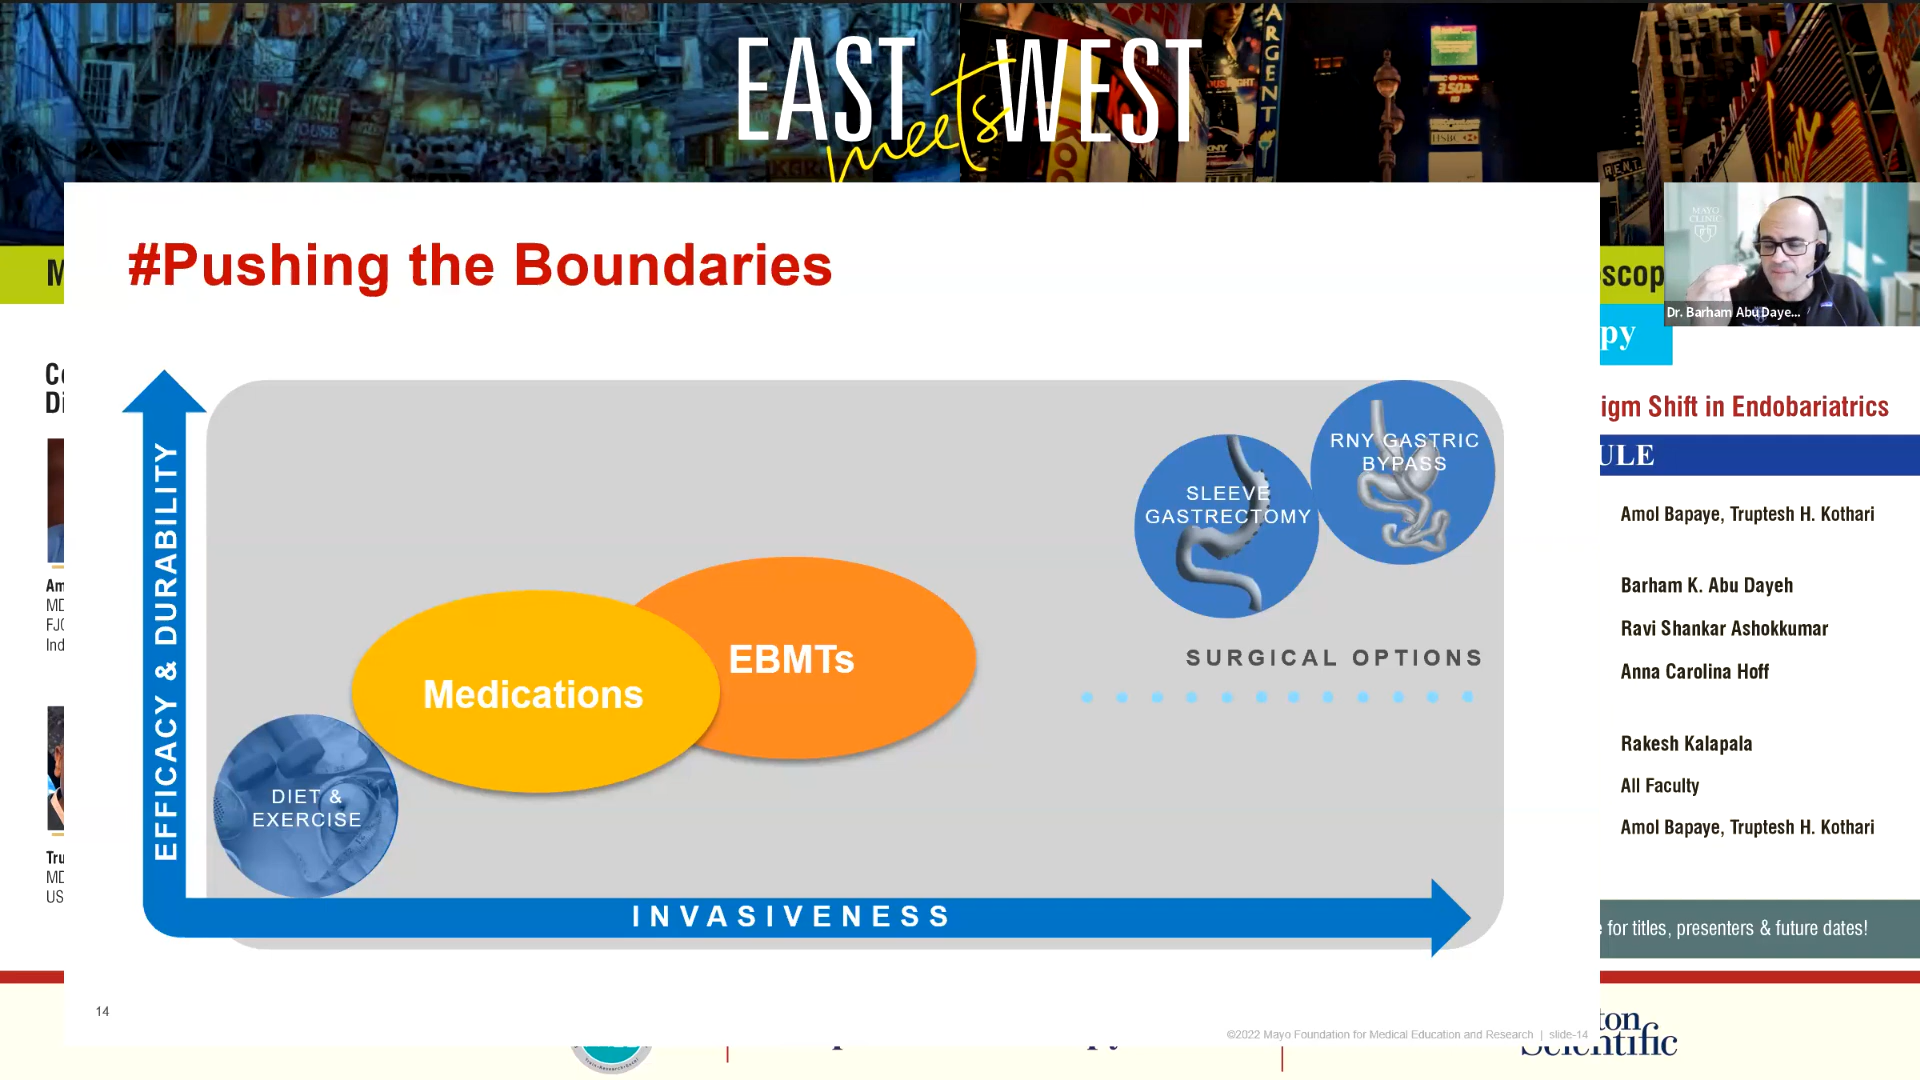 EAST meets WEST
#Pushing the Boundaries
Dr. Barham Abu Daye...
EFFICACY & DURABILITY
RNY GASTRIC
BYPASS
SLEEVE
GASTRECTOMY
SURGICAL OPTIONS
EBMTs
Medications
DIET &
EXERCISE
INVASIVENESS
14
©2022 Mayo Foundation for Medical Education and Research | slide-14
igm Shift in Endobariatrics
ULE
Amol Bapaye, Truptesh H. Kothari
Barham K. Abu Dayeh
Ravi Shankar Ashokkumar
Anna Carolina Hoff
Rakesh Kalapala
All Faculty
Amol Bapaye, Truptesh H. Kothari
for titles, presenters & future dates!
Scientific